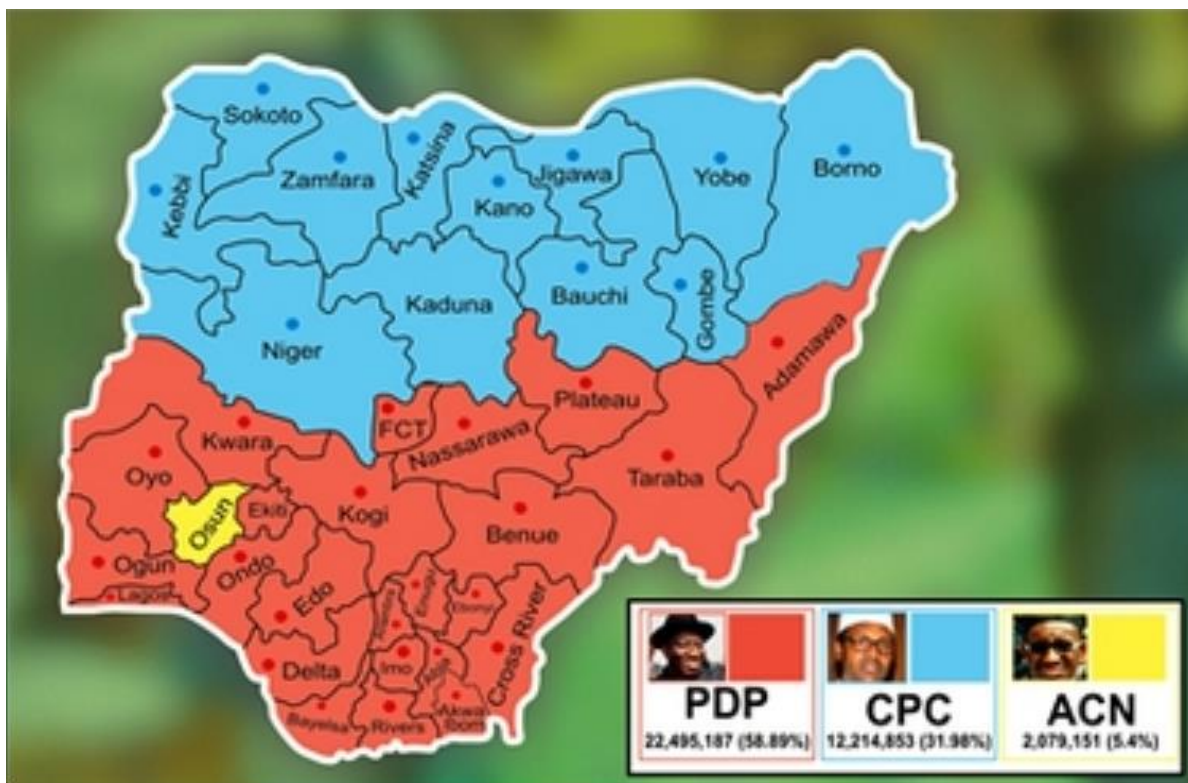 Sokoto
Zamfara
Katsina
Kebbi
Kano
Jigawa
Yobe
Borno
Niger
Kaduna
Bauchi
Gombe
Adamawa
Plateau
FCT
Nassarawa
Kwara
Taraba
Oyo
Osun
Ekiti
Kogi
Benue
Ogun
Ondo
Edo
Lagos
Enugu
Ebonyi
Cross River
Delta
Imo
Abia
Bayelsa
Rivers
Akwa
Ibom
PDP
22,495,187 (58.89%)
CPC
12,214,853 (31.98%)
ACN
2,079,151 (5.4%)